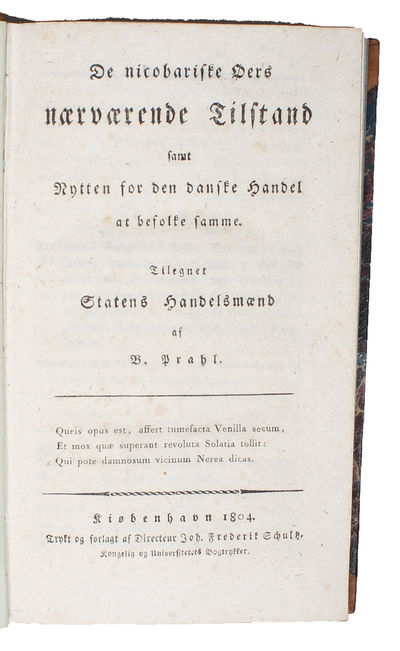 De nicobariske Øers
nærværende Tilstand
samt
Nytten for den danske Handel
at befolke samme.
Tilegnet
Statens Handelsmænd
af
B. Prahl.
Queis opus est, affert tumefacta Venilla secum,
Et mox quæ superant revoluta Solatia tollit:
Qui pote damnosum vicinum Nerea dicas.
Kiøbenhavn 1804.
Trykt og forlagt af Directeur Joh. Frederik Schultz,
Kongelig og Universitetets Bogtrykker.